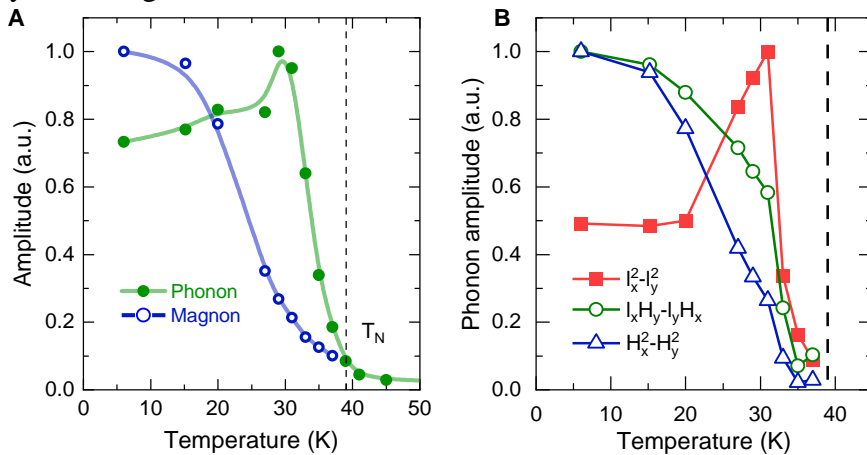 A
Amplitude (a.u.)
1.0
0.8
0.6
0.4
0.2
0.0
Phonon
Magnon
T_N
0 10 20 30 40 50
Temperature (K)
B
Phonon amplitude (a.u.)
1.0
0.8
0.6
0.4
0.2
0.0
I_x^2-I_y^2
I_xH_y-I_yH_x
H_x^2-H_y^2
0 10 20 30 40
Temperature (K)